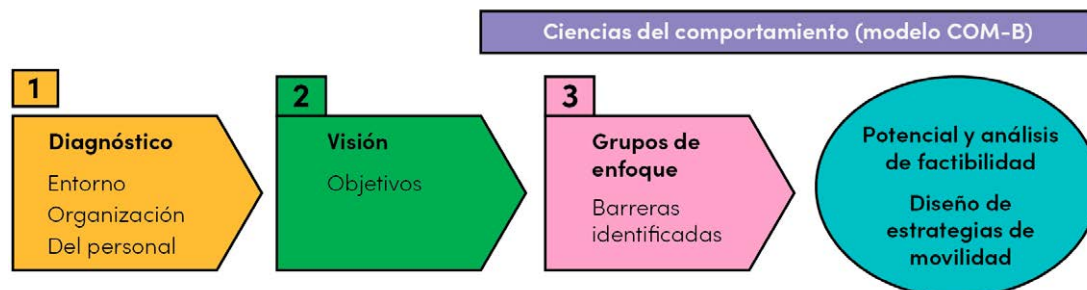 Ciencias del comportamiento (modelo COM-B)
1
Diagnóstico
Entorno
Organización
Del personal
2
Visión
Objetivos
3
Grupos de
enfoque
Barreras
identificadas
Potencial y análisis
de factibilidad
Diseño de
estrategias de
movilidad